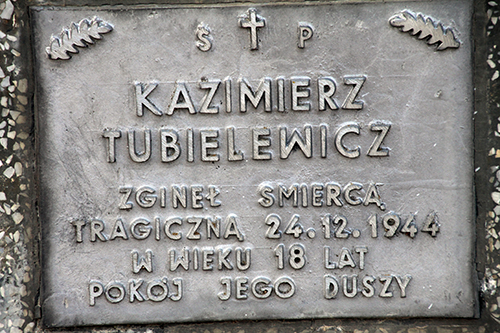 Ś † P
KAZIMIERZ
TUBIELEWICZ
ZGINEŁ ŚMIERCĄ
TRAGICZNĄ 24.12.1944
W WIEKU 18 LAT
POKÓJ JEGO DUSZY